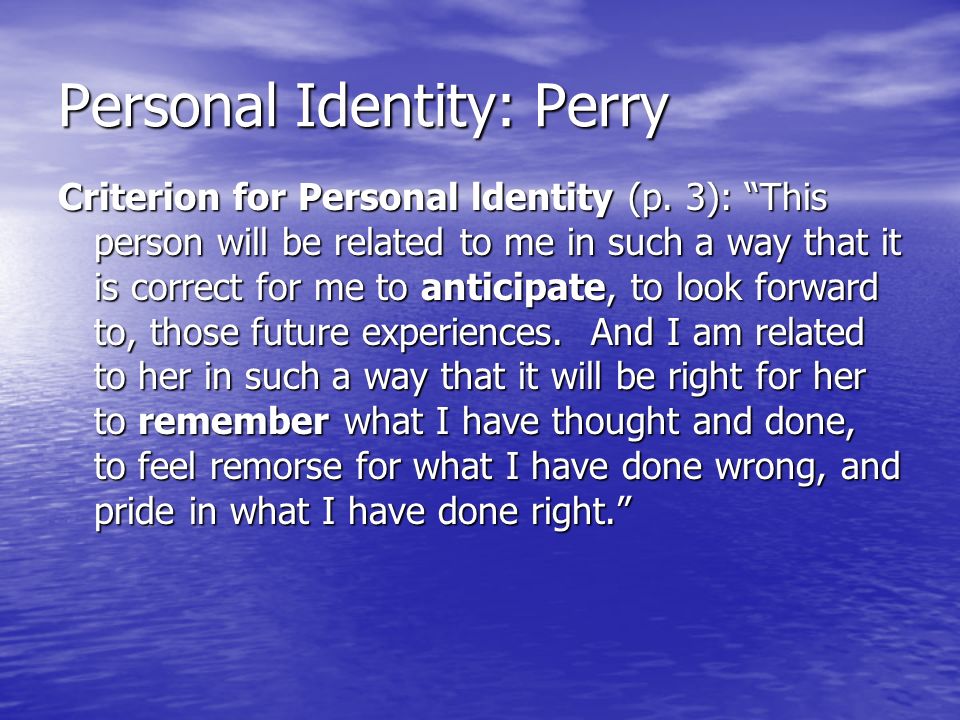 Personal Identity: Perry
Criterion for Personal ldentity (p. 3): “This
person will be related to me in such a way that it
is correct for me to anticipate, to look forward
to, those future experiences. And I am related
to her in such a way that it will be right for her
to remember what I have thought and done,
to feel remorse for what I have done wrong, and
pride in what I have done right.”